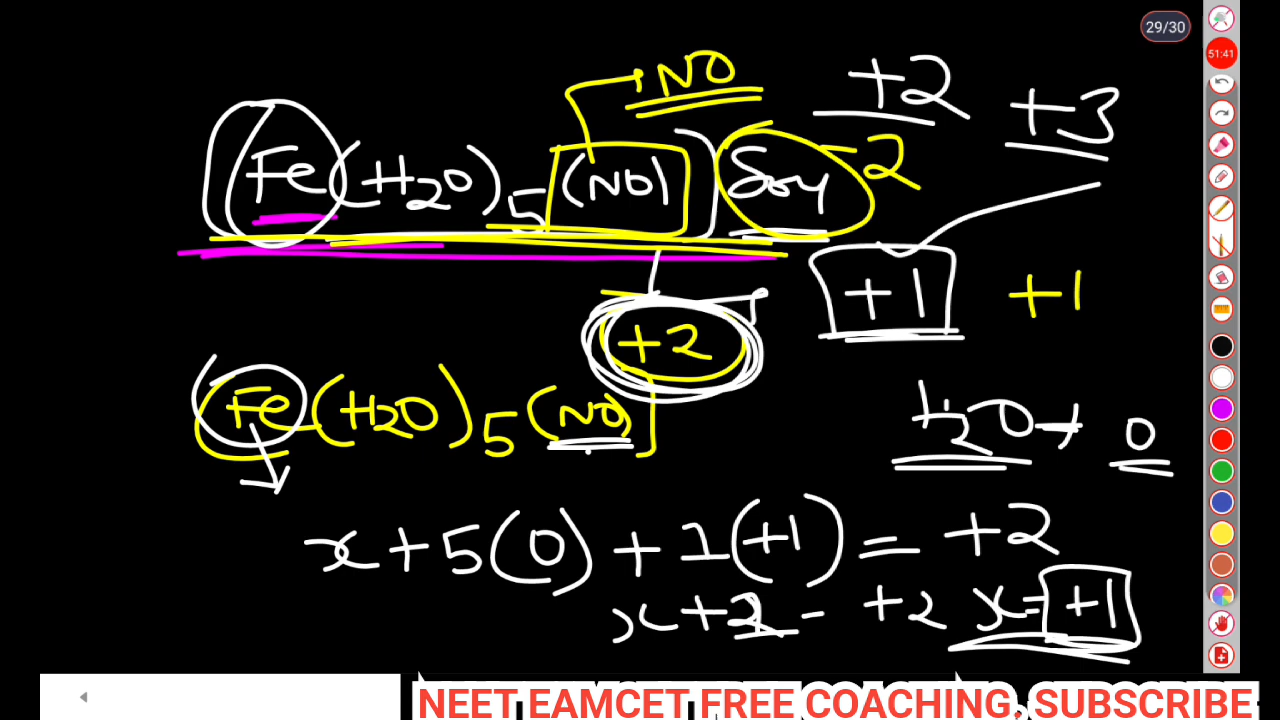 29/30
51:41
NO
+2
+3
Fe(H2O)5(NO)] SO4 -2
+1 +1
+2
[Fe(H2O)5(NO)]
H2O → 0
x+5(0)+1(+1)=+2
x+1 = +2 x=+1
NEET EAMCET FREE COACHING, SUBSCRIBE